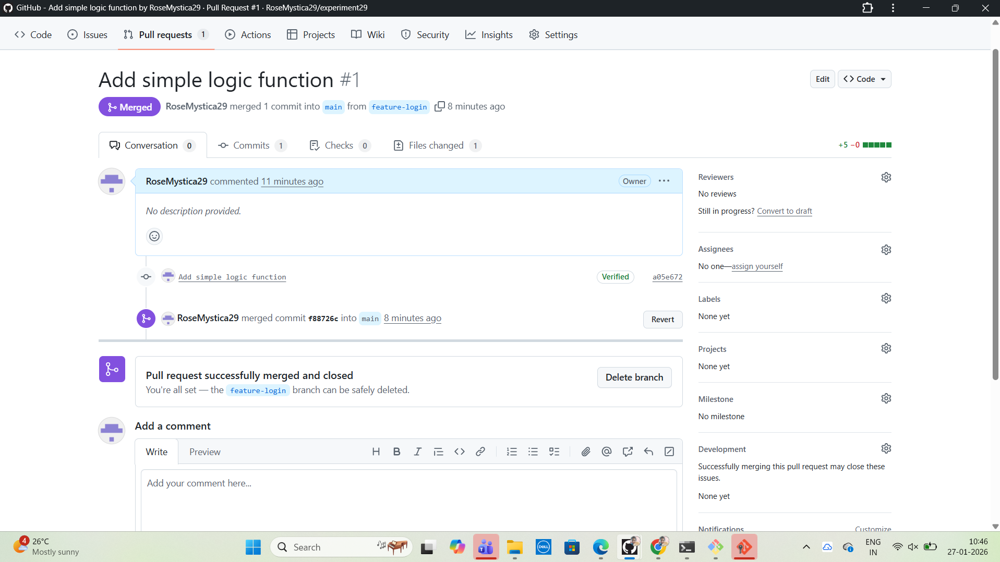 GitHub - Add simple logic function by RoseMystica29 · Pull Request #1 · RoseMystica29/experiment29
Code Issues Pull requests 1 Actions Projects Wiki Security Insights Settings
Add simple logic function #1
Edit Code
Merged RoseMystica29 merged 1 commit into main from feature-login 8 minutes ago
Conversation 0 Commits 1 Checks 0 Files changed 1 +5 −0
RoseMystica29 commented 11 minutes ago Owner
No description provided.
Add simple logic function Verified a05e672
RoseMystica29 merged commit f88726c into main 8 minutes ago Revert
Pull request successfully merged and closed
You're all set — the feature-login branch can be safely deleted.
Delete branch
Add a comment
Write Preview
Add your comment here...
Reviewers
No reviews
Still in progress? Convert to draft
Assignees
No one—assign yourself
Labels
None yet
Projects
None yet
Milestone
No milestone
Development
Successfully merging this pull request may close these
issues.
None yet
Notifications Customize
4
26°C
Mostly sunny
Search
T
DELL
ENG
IN
10:46
27-01-2026